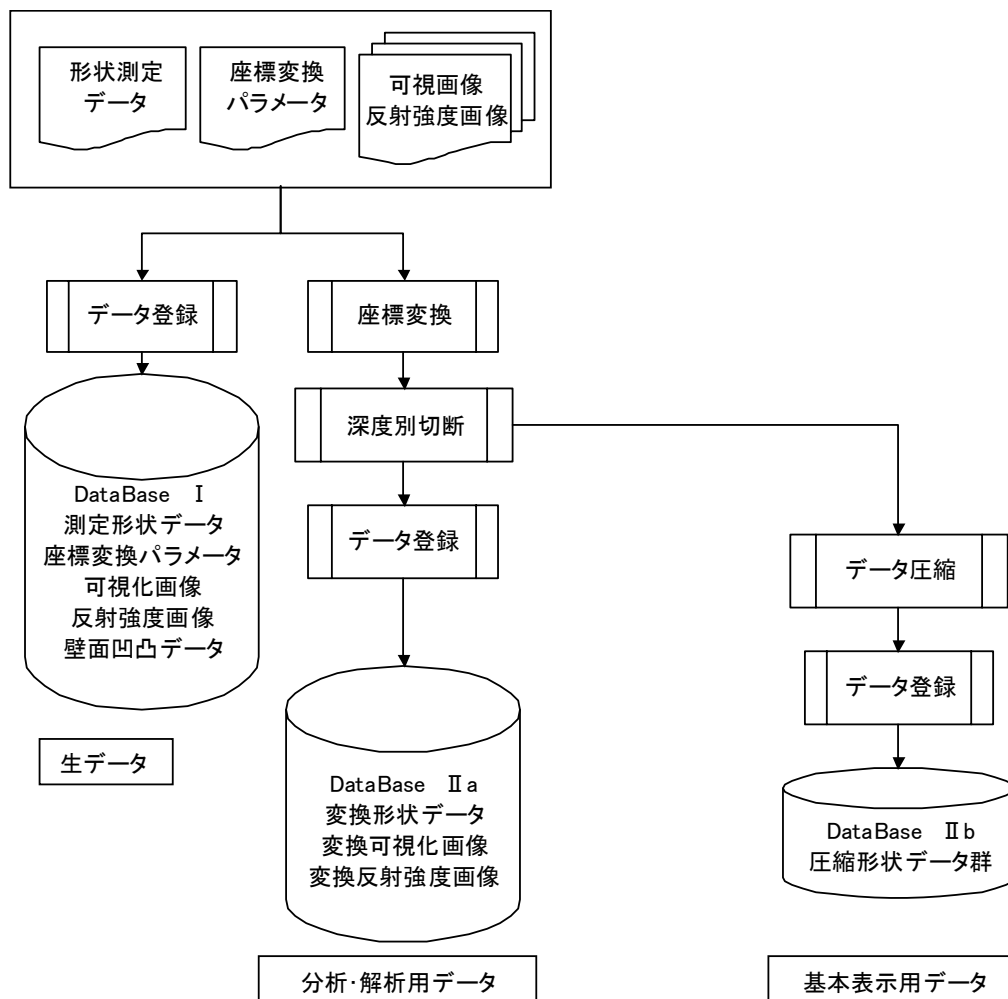 形状測定
データ
座標変換
パラメータ
可視画像
反射強度画像
データ登録
座標変換
深度別切断
データ登録
データ圧縮
データ登録
DataBase Ⅰ
測定形状データ
座標変換パラメータ
可視化画像
反射強度画像
壁面凹凸データ
生データ
DataBase Ⅱa
変換形状データ
変換可視化画像
変換反射強度画像
DataBase Ⅱb
圧縮形状データ群
分析・解析用データ
基本表示用データ